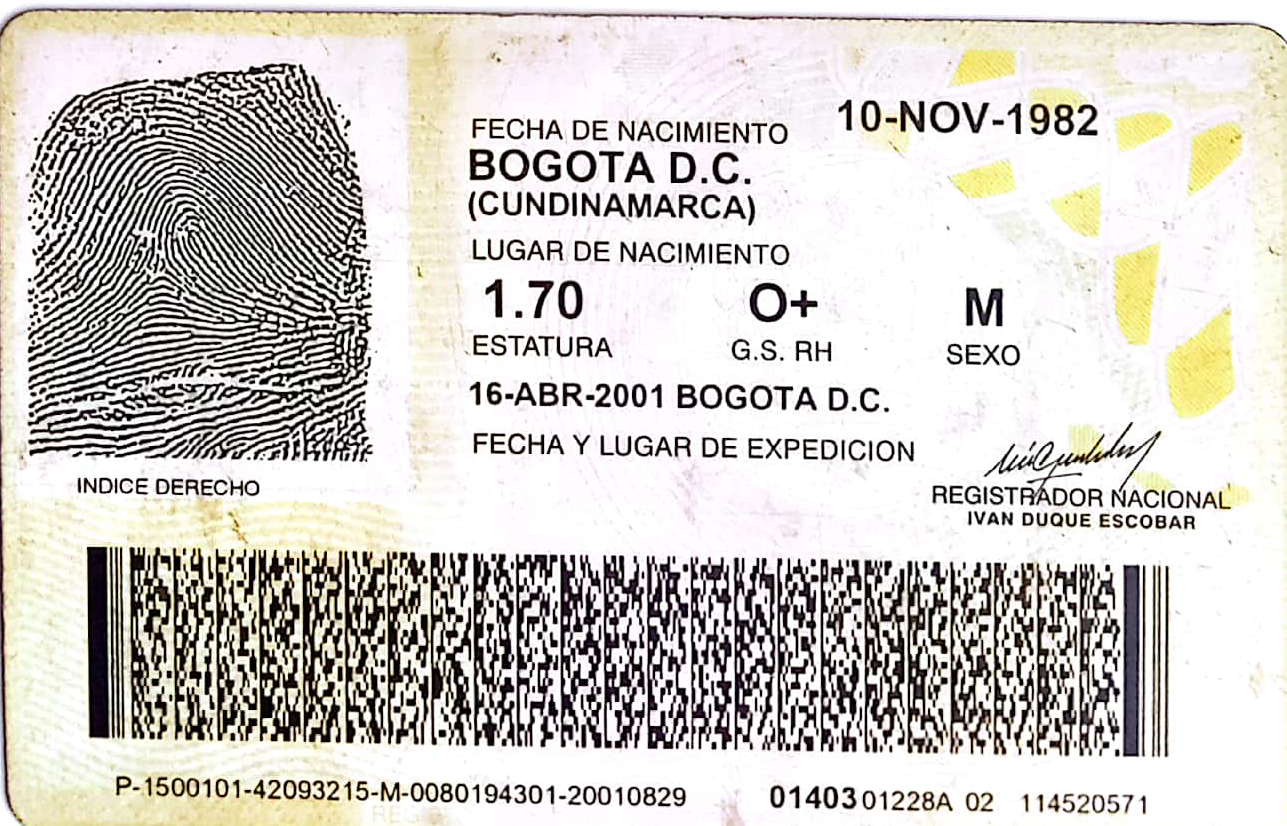 10-NOV-1982
FECHA DE NACIMIENTO
BOGOTA D.C.
(CUNDINAMARCA)
LUGAR DE NACIMIENTO
1.70 O+ M
ESTATURA G.S. RH SEXO
16-ABR-2001 BOGOTA D.C.
FECHA Y LUGAR DE EXPEDICION
INDICE DERECHO
REGISTRADOR NACIONAL
IVAN DUQUE ESCOBAR
P-1500101-42093215-M-0080194301-20010829 01403 01228A 02 114520571